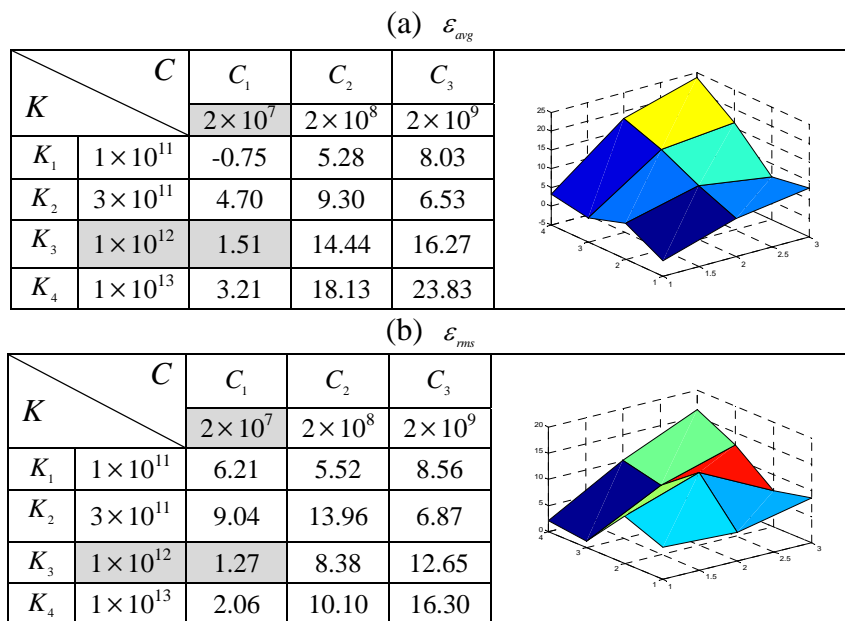 (a) ε_avg
C
K
C₁ C₂ C₃
2×10⁷ 2×10⁸ 2×10⁹
K₁ 1×10¹¹ -0.75 5.28 8.03
K₂ 3×10¹¹ 4.70 9.30 6.53
K₃ 1×10¹² 1.51 14.44 16.27
K₄ 1×10¹³ 3.21 18.13 23.83
25
20
15
10
5
0
-5
4
3
2
1
1
1.5
2
2.5
3
(b) ε_rms
C
K
C₁ C₂ C₃
2×10⁷ 2×10⁸ 2×10⁹
K₁ 1×10¹¹ 6.21 5.52 8.56
K₂ 3×10¹¹ 9.04 13.96 6.87
K₃ 1×10¹² 1.27 8.38 12.65
K₄ 1×10¹³ 2.06 10.10 16.30
20
15
10
5
0
4
3
2
1
1
1.5
2
2.5
3